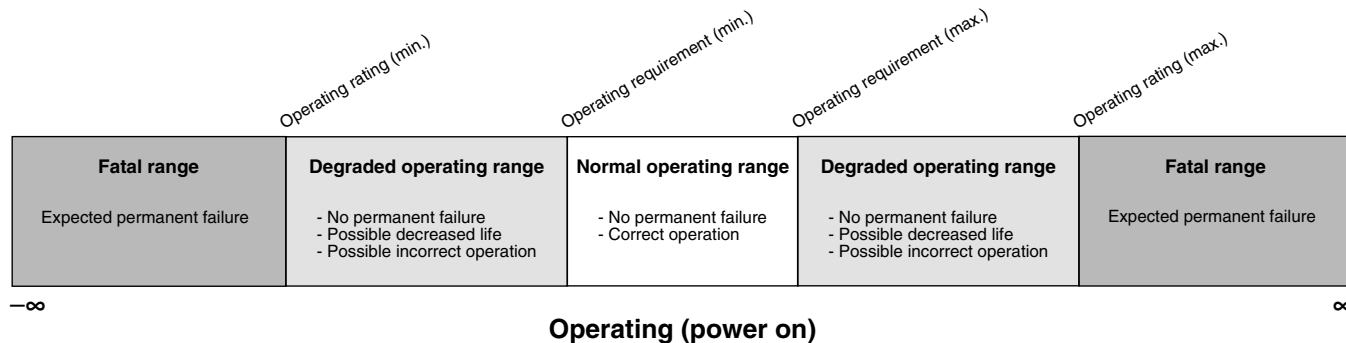 Operating rating (min.)
Operating requirement (min.)
Operating requirement (max.)
Operating rating (max.)
Fatal range
Expected permanent failure
Degraded operating range
- No permanent failure
- Possible decreased life
- Possible incorrect operation
Normal operating range
- No permanent failure
- Correct operation
Degraded operating range
- No permanent failure
- Possible decreased life
- Possible incorrect operation
Fatal range
Expected permanent failure
–∞
∞
Operating (power on)